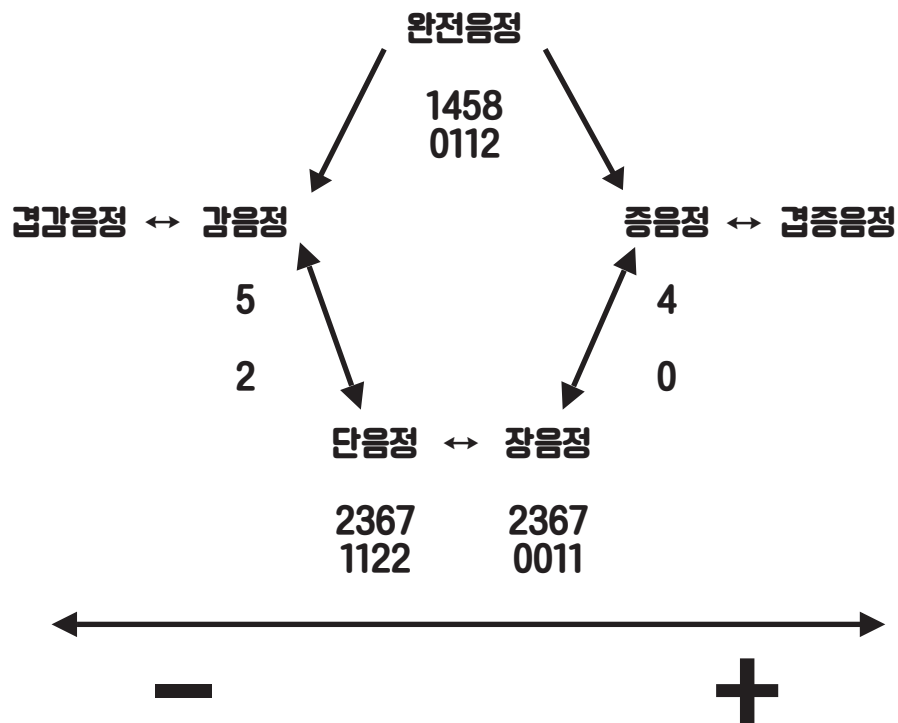 완전음정
1458
0112
겹감음정 ↔ 감음정
증음정 ↔ 겹증음정
5
4
2
0
단음정 ↔ 장음정
2367
2367
1122
0011
− +